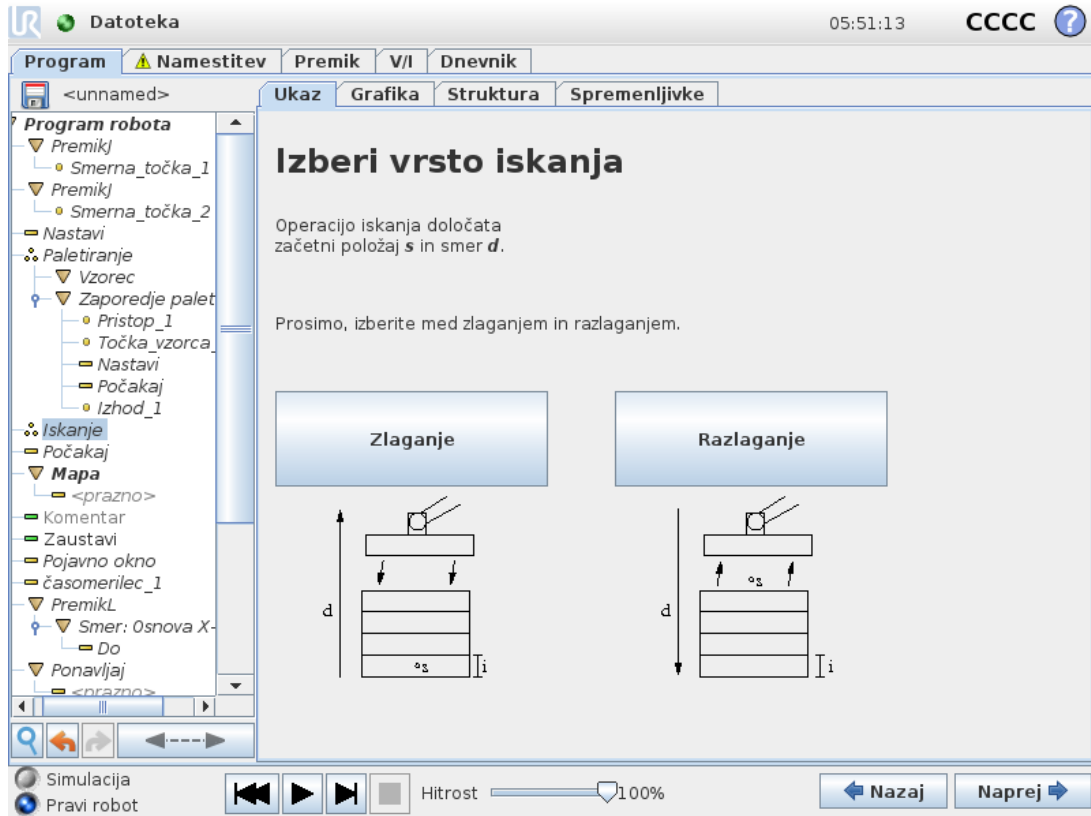 UR Datoteka 05:51:13 CCCC ?
Program Namestitev Premik V/I Dnevnik
<unnamed>
Ukaz Grafika Struktura Spremenljivke
Program robota
PremikJ
Smerna_točka_1
PremikJ
Smerna_točka_2
Nastavi
Paletiranje
Vzorec
Zaporedje palet
Pristop_1
Točka_vzorca_
Nastavi
Počakaj
Izhod_1
Iskanje
Počakaj
Mapa
<prazno>
Komentar
Zaustavi
Pojavno okno
časomerilec_1
PremikL
Smer: Osnova X-
Do
Ponavljaj
<prazno>
Izberi vrsto iskanja
Operacijo iskanja določata
začetni položaj s in smer d.
Prosimo, izberite med zlaganjem in razlaganjem.
Zlaganje
Razlaganje
d
s
i
s
d
i
Simulacija
Pravi robot
Hitrost 100%
Nazaj Naprej